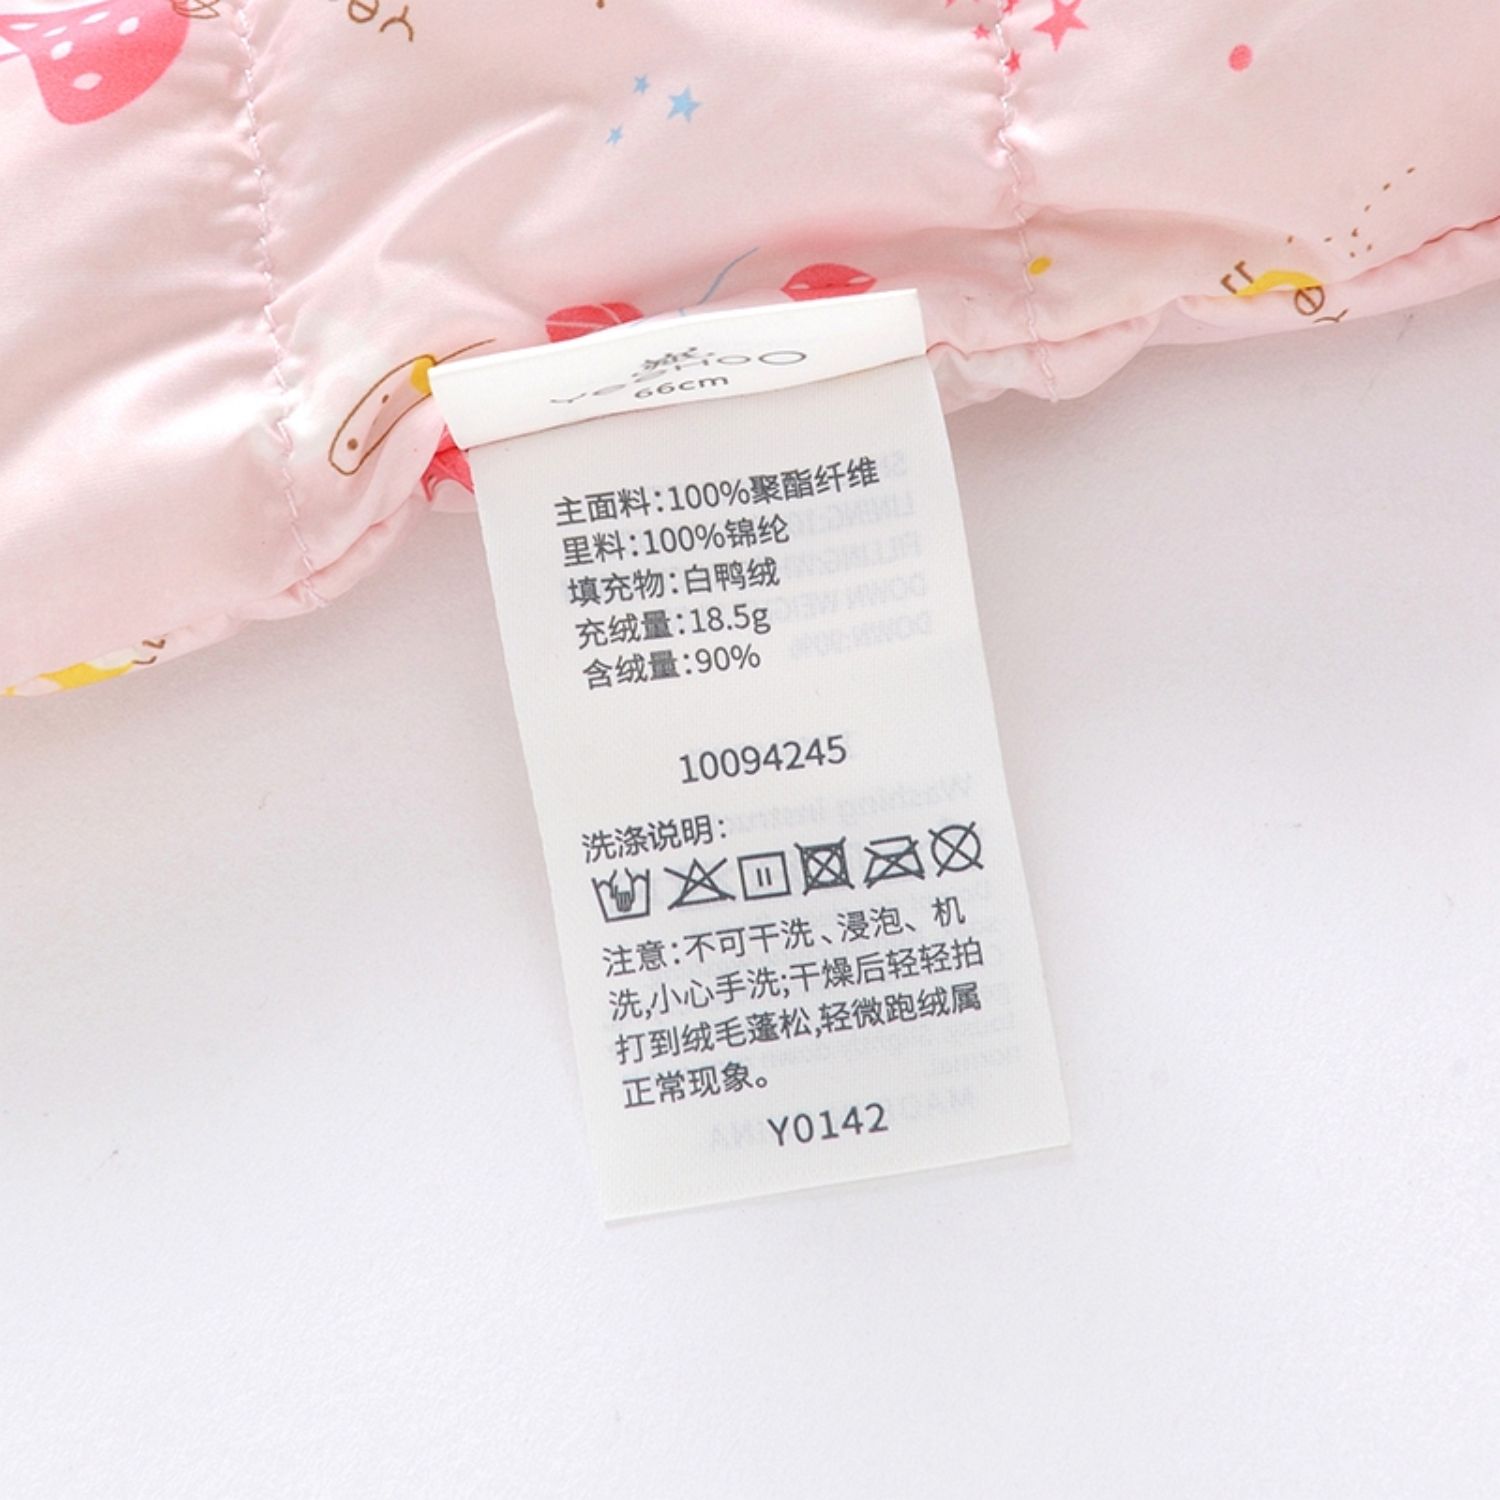 YeeHoO
66cm
主面料:100%聚酯纤维
里料:100%锦纶
填充物:白鸭绒
充绒量:18.5g
含绒量:90%
10094245
洗涤说明:
注意:不可干洗、浸泡、机
洗,小心手洗;干燥后轻轻拍
打到绒毛蓬松,轻微跑绒属
正常现象。
Y0142